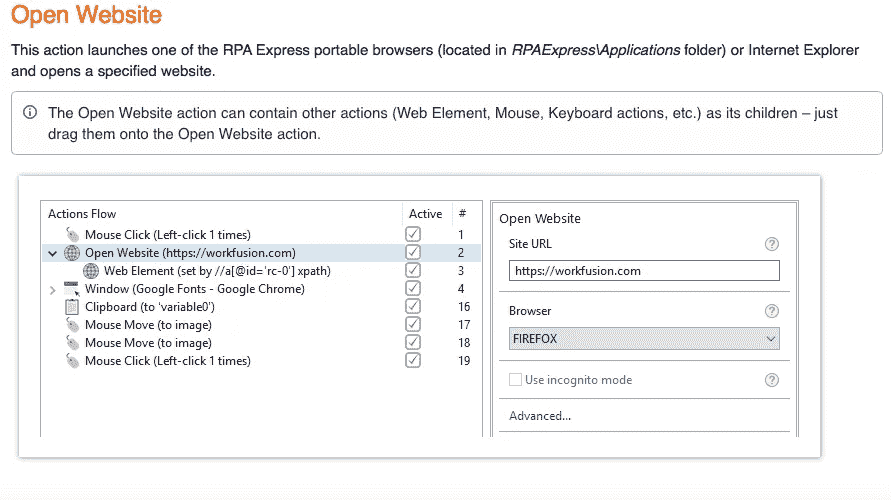 Open Website
This action launches one of the RPA Express portable browsers (located in RPAExpress\Applications folder) or Internet Explorer
and opens a specified website.
The Open Website action can contain other actions (Web Element, Mouse, Keyboard actions, etc.) as its children – just
drag them onto the Open Website action.
Actions Flow Active #
Mouse Click (Left-click 1 times) 1
Open Website (https://workfusion.com) 2
Web Element (set by //a[@id='rc-0'] xpath) 3
Window (Google Fonts - Google Chrome) 4
Clipboard (to 'variable0') 16
Mouse Move (to image) 17
Mouse Move (to image) 18
Mouse Click (Left-click 1 times) 19
Open Website
Site URL
https://workfusion.com
Browser
FIREFOX
Use incognito mode
Advanced...